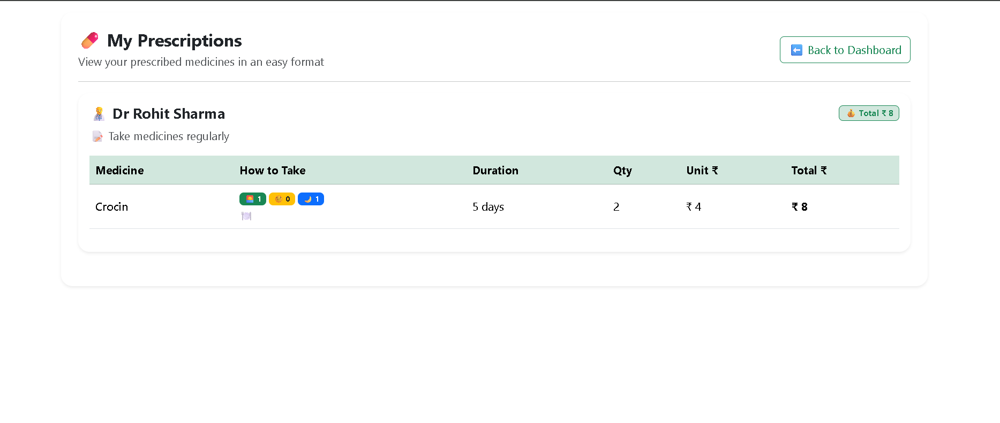 My Prescriptions
View your prescribed medicines in an easy format
Back to Dashboard
Dr Rohit Sharma
Total ₹ 8
Take medicines regularly
Medicine How to Take Duration Qty Unit ₹ Total ₹
Crocin 1 0 1 5 days 2 ₹ 4 ₹ 8